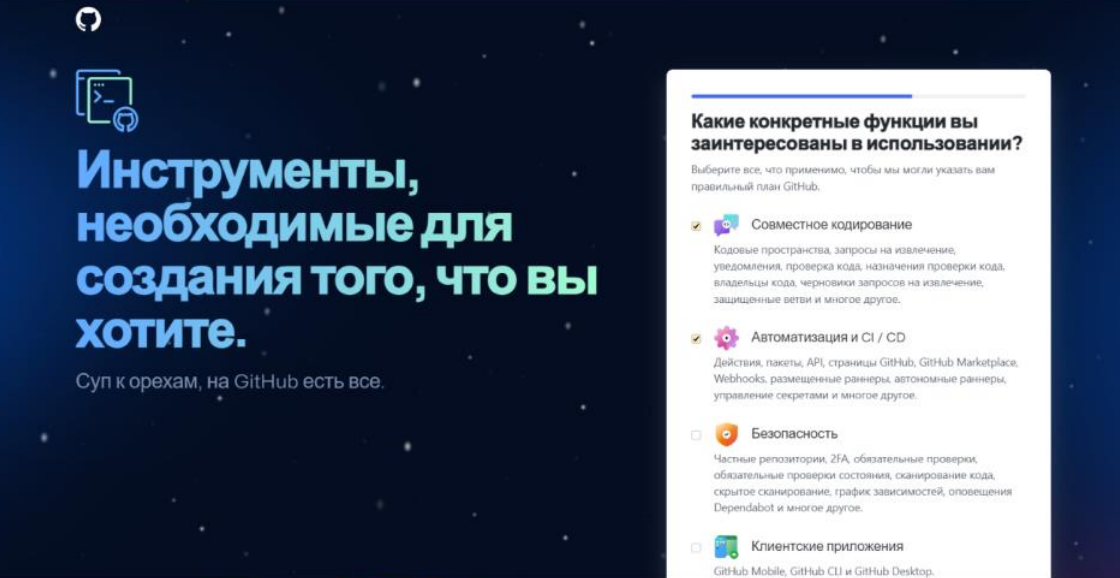 Инструменты,
необходимые для
создания того, что вы
хотите.
Суп к орехам, на GitHub есть все.
Какие конкретные функции вы
заинтересованы в использовании?
Выберите все, что применимо, чтобы мы могли указать вам
правильный план GitHub.
Совместное кодирование
Кодовые пространства, запросы на извлечение,
уведомления, проверка кода, назначения проверки кода,
владельцы кода, черновики запросов на извлечение,
защищенные ветви и многое другое.
Автоматизация и CI / CD
Действия, пакеты, API, страницы GitHub, GitHub Marketplace,
Webhooks, размещенные раннеры, автономные раннеры,
управление секретами и многое другое.
Безопасность
Частные репозитории, 2FA, обязательные проверки,
обязательные проверки состояния, сканирование кода,
скрытое сканирование, график зависимостей, оповещения
Dependabot и многое другое.
Клиентские приложения
GitHub Mobile, GitHub CLI и GitHub Desktop.